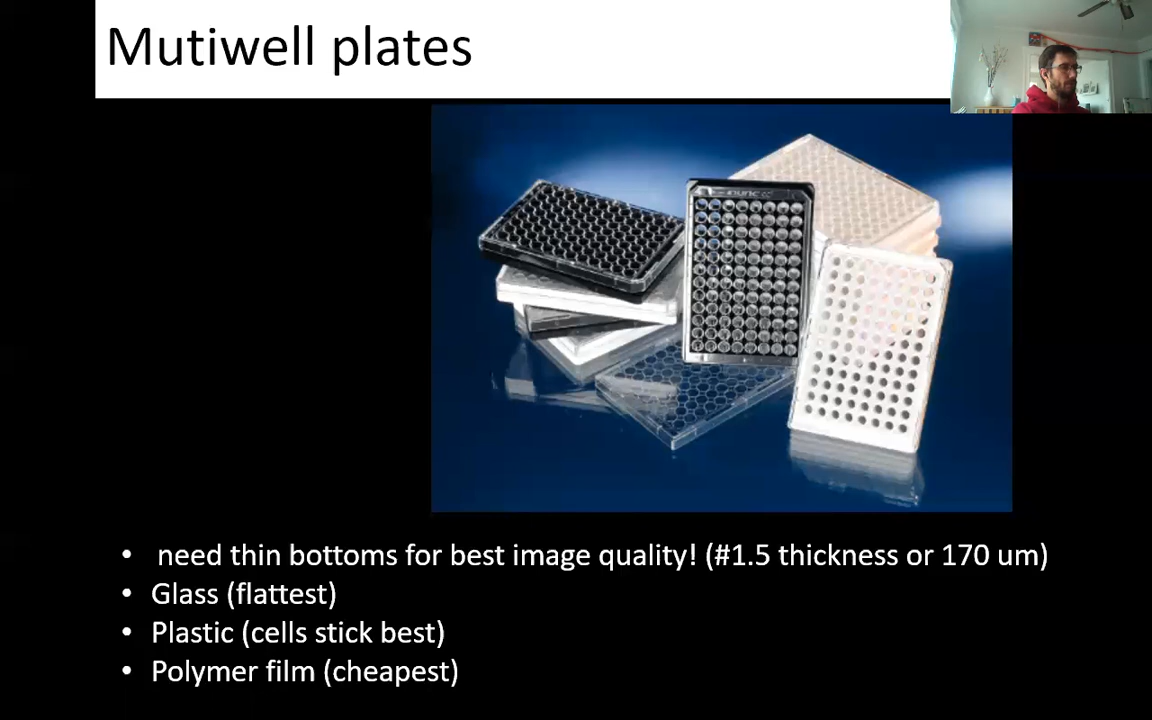 Mutiwell plates
nunc
• need thin bottoms for best image quality! (#1.5 thickness or 170 um)
• Glass (flattest)
• Plastic (cells stick best)
• Polymer film (cheapest)